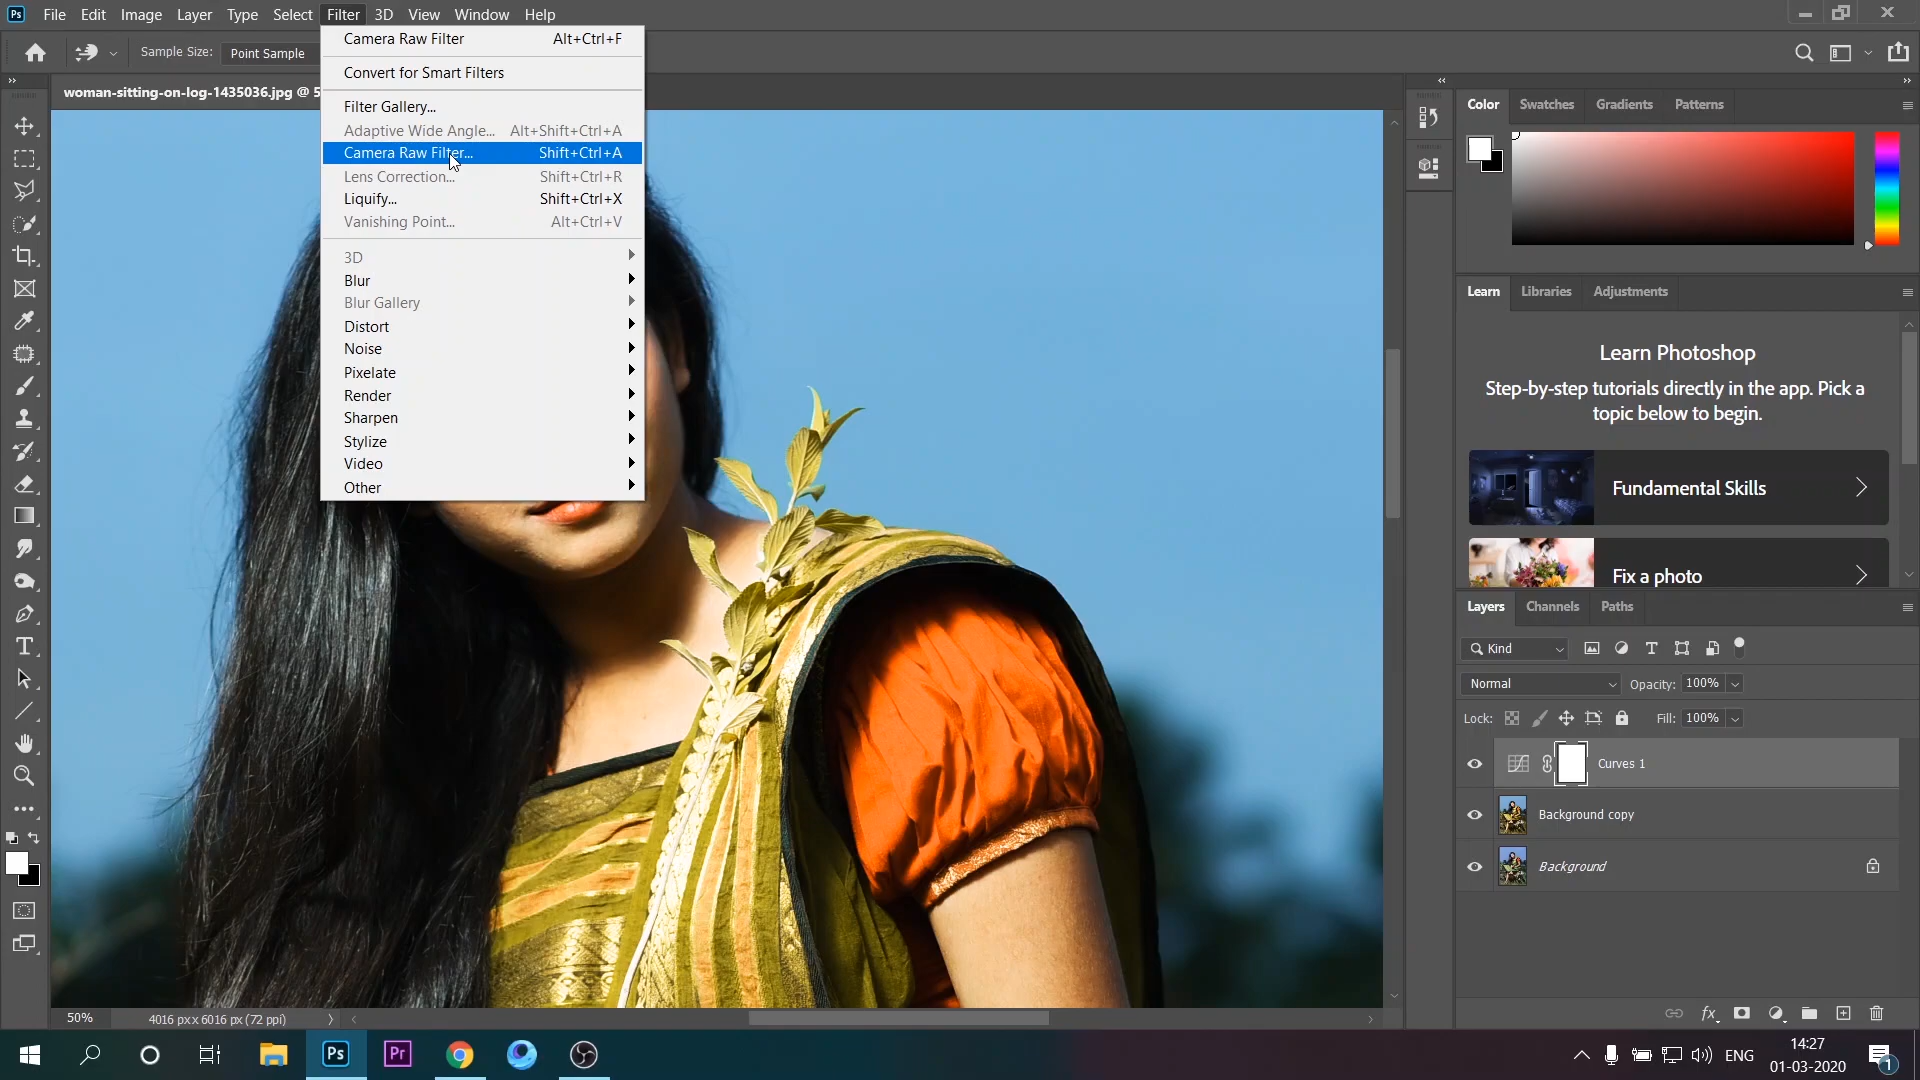 Ps File Edit Image Layer Type Select Filter 3D View Window Help
Sample Size: Point Sample
woman-sitting-on-log-1435036.jpg @ 5
Camera Raw Filter Alt+Ctrl+F
Convert for Smart Filters
Filter Gallery...
Adaptive Wide Angle... Alt+Shift+Ctrl+A
Camera Raw Filter... Shift+Ctrl+A
Lens Correction... Shift+Ctrl+R
Liquify... Shift+Ctrl+X
Vanishing Point... Alt+Ctrl+V
3D
Blur
Blur Gallery
Distort
Noise
Pixelate
Render
Sharpen
Stylize
Video
Other
Color Swatches Gradients Patterns
Learn Libraries Adjustments
Learn Photoshop
Step-by-step tutorials directly in the app. Pick a
topic below to begin.
Fundamental Skills
Fix a photo
Layers Channels Paths
Kind
Normal Opacity: 100%
Lock: Fill: 100%
Curves 1
Background copy
Background
fx
50% 4016 px x 6016 px (72 ppi)
Ps Pr ENG 14:27
01-03-2020
1